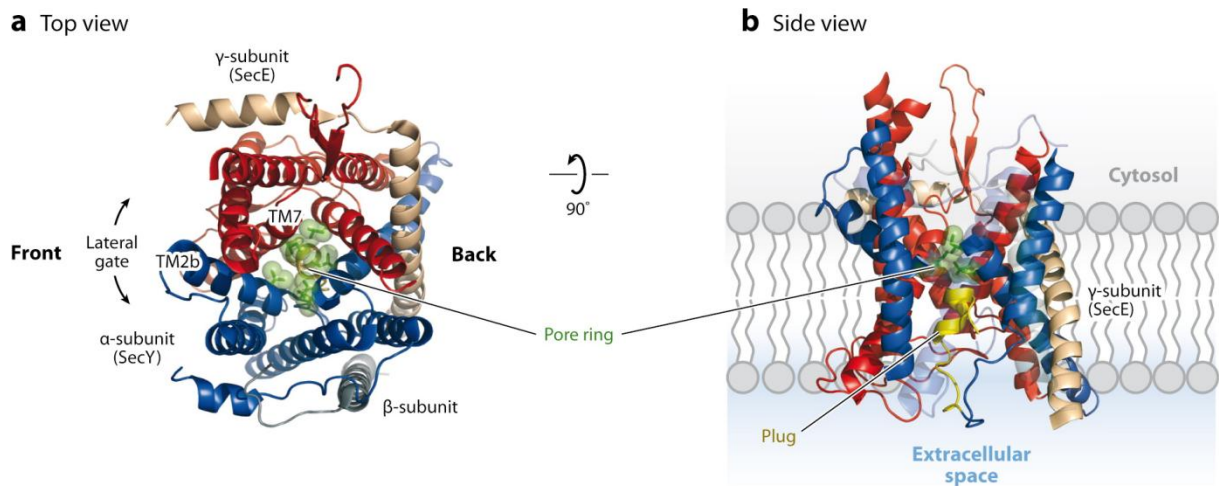 a Top view
γ-subunit
(SecE)
TM7
Front
Lateral
gate
TM2b
Back
α-subunit
(SecY)
β-subunit
Pore ring
90°
b Side view
Cytosol
γ-subunit
(SecE)
Plug
Extracellular
space